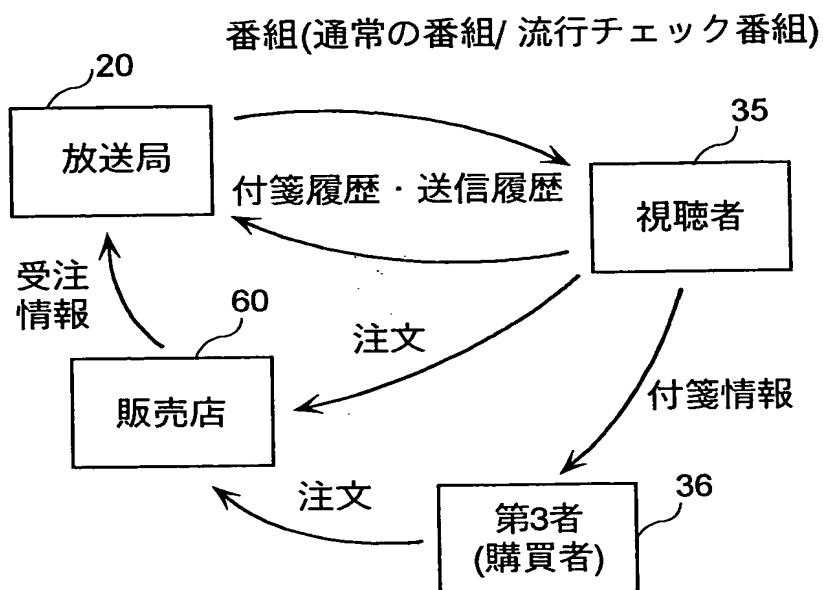 番組(通常の番組/ 流行チェック番組)
20
35
放送局
付箋履歴・送信履歴
視聴者
受注
情報
60
注文
販売店
付箋情報
注文
36
第3者
(購買者)